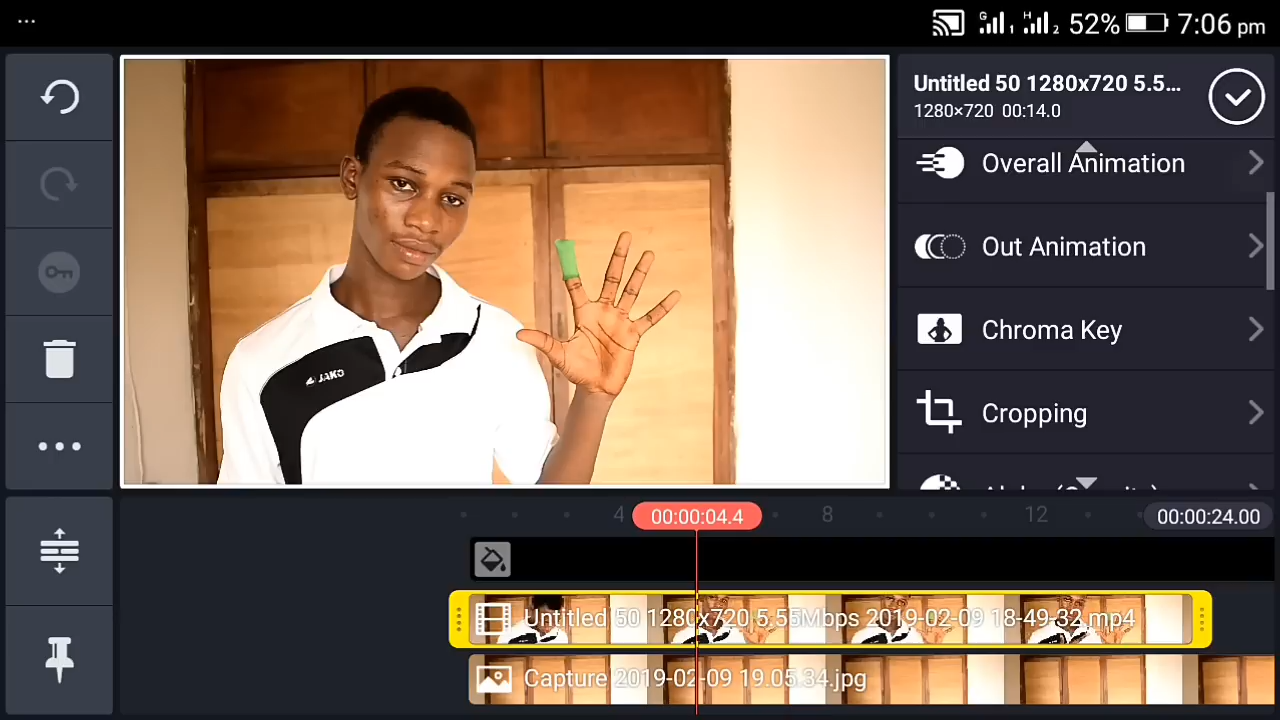 ...
G 1 H 2 52% 7:06 pm
Untitled 50 1280x720 5.5...
1280×720 00:14.0
Overall Animation
Out Animation
Chroma Key
Cropping
JAKO
4 00:00:04.4 8 12 00:00:24.00
Untitled 50 1280x720 5.55Mbps 2019-02-09 18-49-32.mp4
Capture 2019-02-09 19.05.34.jpg